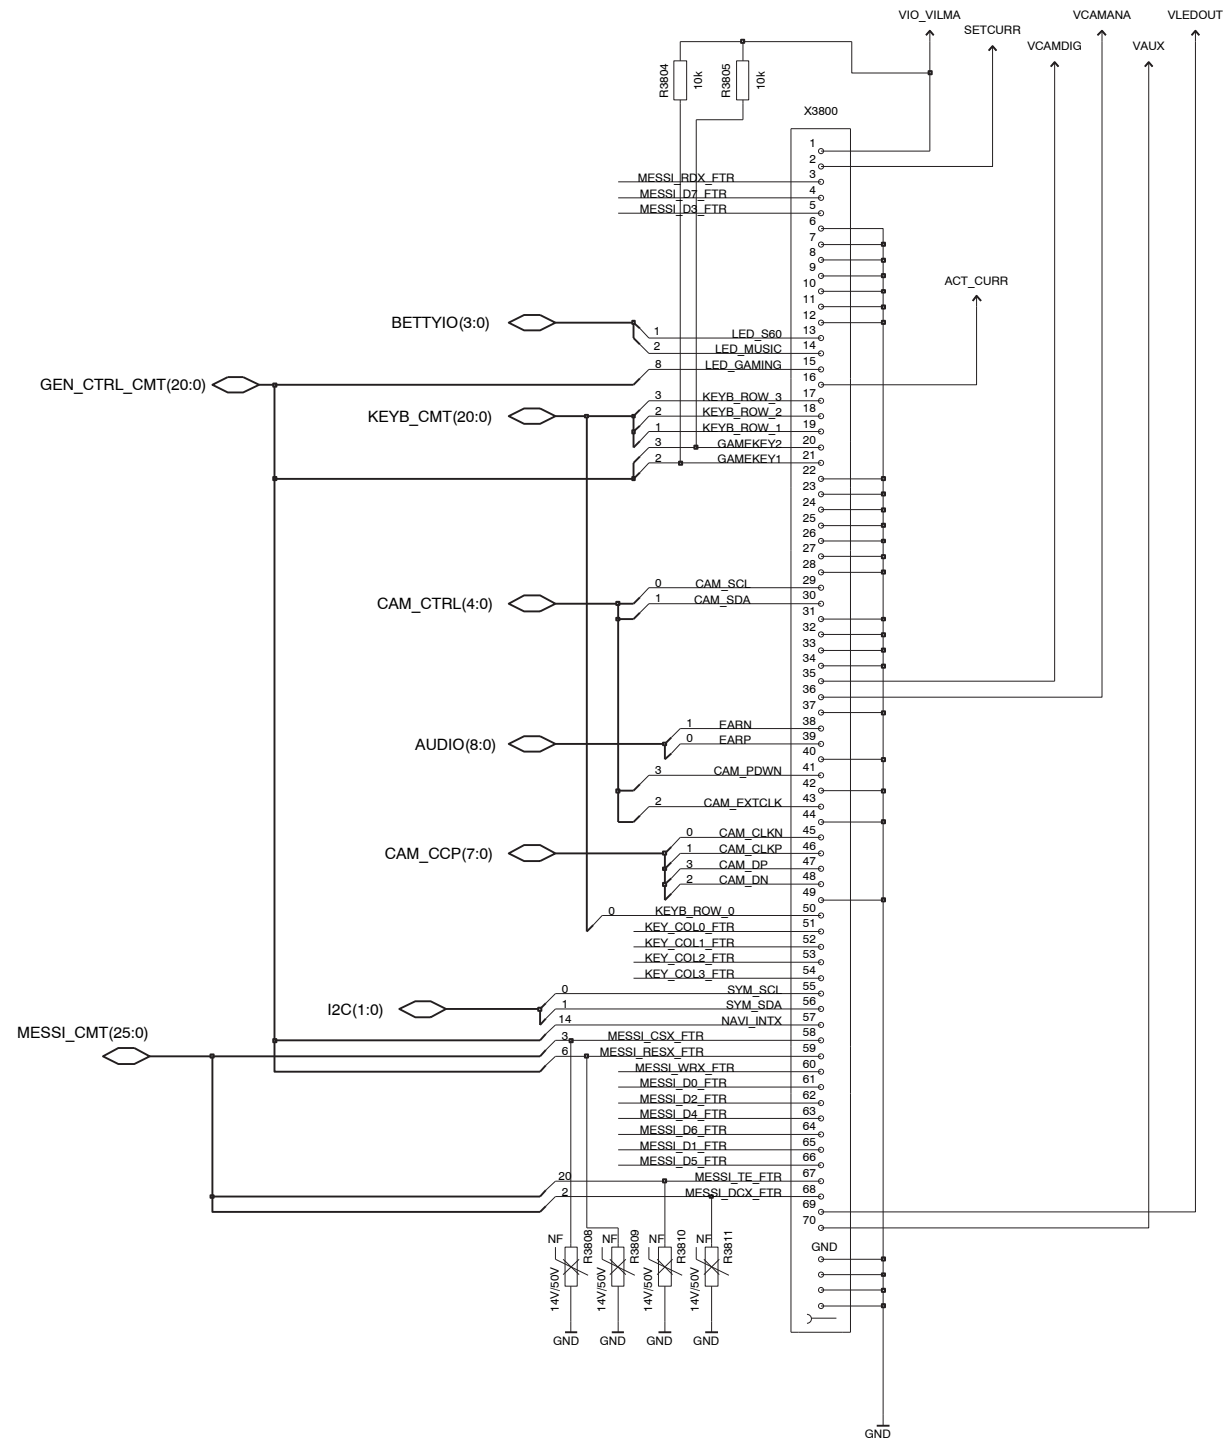 VIO_VILMA
VCAMANA
VLEDOUT
SETCURR
VCAMDIG
VAUX
R3804
10k
R3805
10k
X3800
1
2
MESSI_RDX_FTR 3
MESSI_D7_FTR 4
MESSI_D3_FTR 5
6
7
8
9
10
ACT_CURR
11
12
BETTYIO(3:0)
1 LED_S60 13
2 LED_MUSIC 14
8 LED_GAMING 15
GEN_CTRL_CMT(20:0)
16
3 KEYB_ROW_3 17
KEYB_CMT(20:0)
2 KEYB_ROW_2 18
1 KEYB_ROW_1 19
3 GAMEKEY2 20
2 GAMEKEY1 21
22
23
24
25
26
27
28
0 CAM_SCL 29
CAM_CTRL(4:0)
1 CAM_SDA 30
31
32
33
34
35
36
37
1 EARN 38
AUDIO(8:0)
0 EARP 39
40
3 CAM_PDWN 41
42
2 CAM_EXTCLK 43
44
0 CAM_CLKN 45
CAM_CCP(7:0)
1 CAM_CLKP 46
3 CAM_DP 47
2 CAM_DN 48
49
0 KEYB_ROW_0 50
KEY_COL0_FTR 51
KEY_COL1_FTR 52
KEY_COL2_FTR 53
KEY_COL3_FTR 54
0 SYM_SCL 55
I2C(1:0)
1 SYM_SDA 56
14 NAVI_INTX 57
MESSI_CMT(25:0)
3 MESSI_CSX_FTR 58
6 MESSI_RESX_FTR 59
MESSI_WRX_FTR 60
MESSI_D0_FTR 61
MESSI_D2_FTR 62
MESSI_D4_FTR 63
MESSI_D6_FTR 64
MESSI_D1_FTR 65
MESSI_D5_FTR 66
20 MESSI_TE_FTR 67
2 MESSI_DCX_FTR 68
69
70
GND
NF
14V/50V
R3808
NF
14V/50V
R3809
NF
14V/50V
R3810
NF
14V/50V
R3811
GND
GND
GND
GND
GND